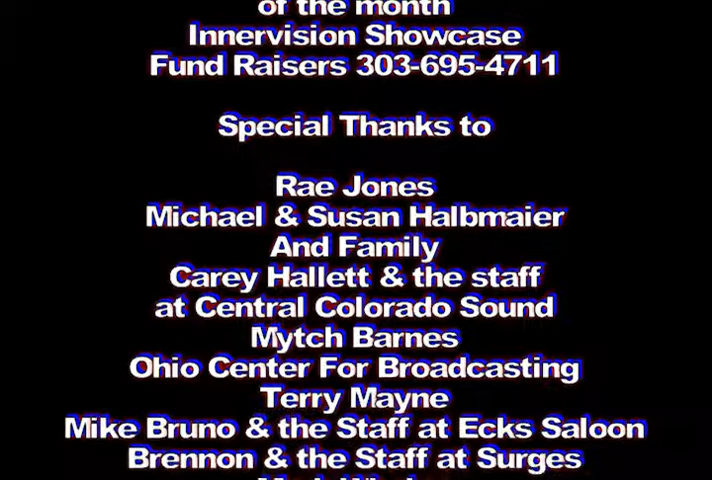 of the month
Innervision Showcase
Fund Raisers 303-695-4711
Special Thanks to
Rae Jones
Michael & Susan Halbmaier
And Family
Carey Hallett & the staff
at Central Colorado Sound
Mytch Barnes
Ohio Center For Broadcasting
Terry Mayne
Mike Bruno & the Staff at Ecks Saloon
Brennon & the Staff at Surges